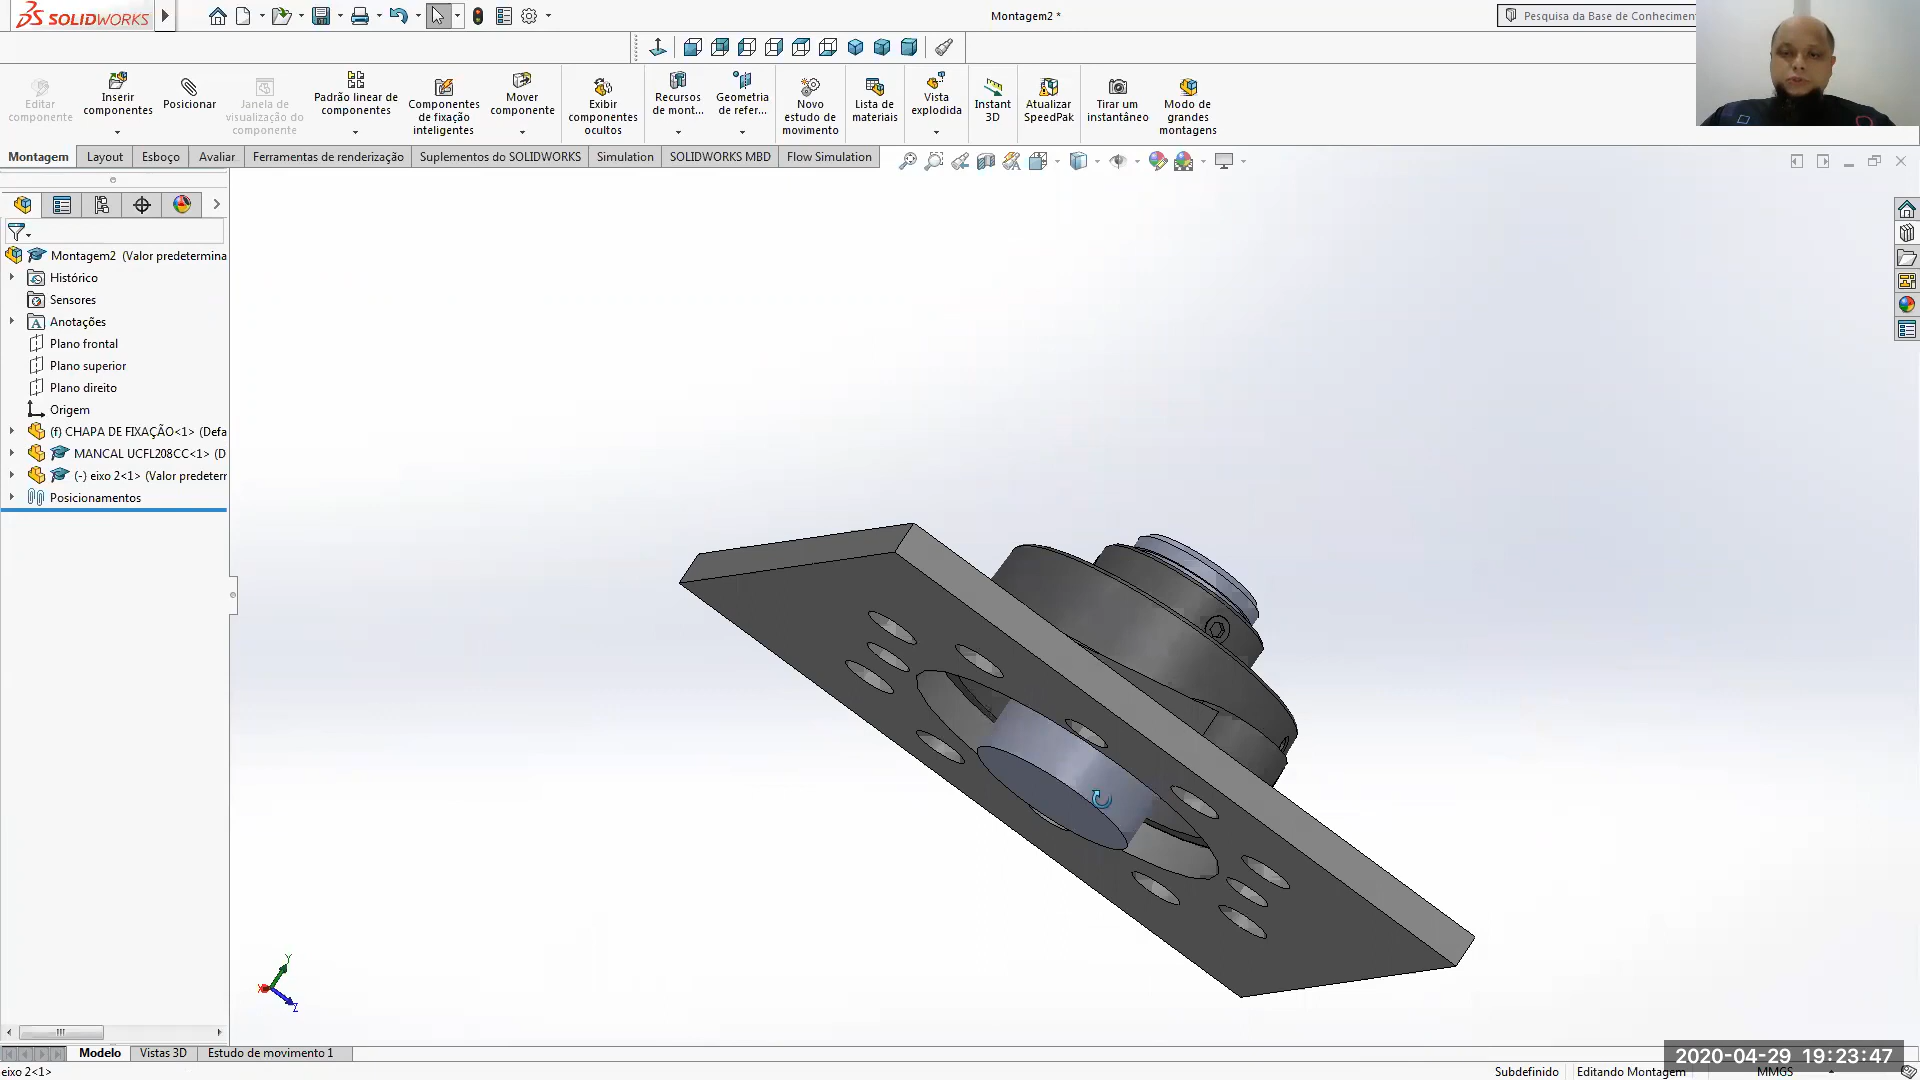 SOLIDWORKS
Montagem2 *
Pesquisa da Base de Conheciment
Editar componente
Inserir componentes
Posicionar
Janela de visualização do componente
Padrão linear de componentes
Componentes de fixação inteligentes
Mover componente
Exibir componentes ocultos
Recursos de mont...
Geometria de refer...
Novo estudo de movimento
Lista de materiais
Vista explodida
Instant 3D
Atualizar SpeedPak
Tirar um instantâneo
Modo de grandes montagens
Montagem
Layout
Esboço
Avaliar
Ferramentas de renderização
Suplementos do SOLIDWORKS
Simulation
SOLIDWORKS MBD
Flow Simulation
Montagem2 (Valor predetermina
Histórico
Sensores
Anotações
Plano frontal
Plano superior
Plano direito
Origem
(f) CHAPA DE FIXAÇÃO<1> (Defa
MANCAL UCFL208CC<1> (D
(-) eixo 2<1> (Valor predeterr
Posicionamentos
Y
X
Z
Modelo
Vistas 3D
Estudo de movimento 1
2020-04-29 19:23:47
eixo 2<1>
Subdefinido
Editando Montagem
MMGS